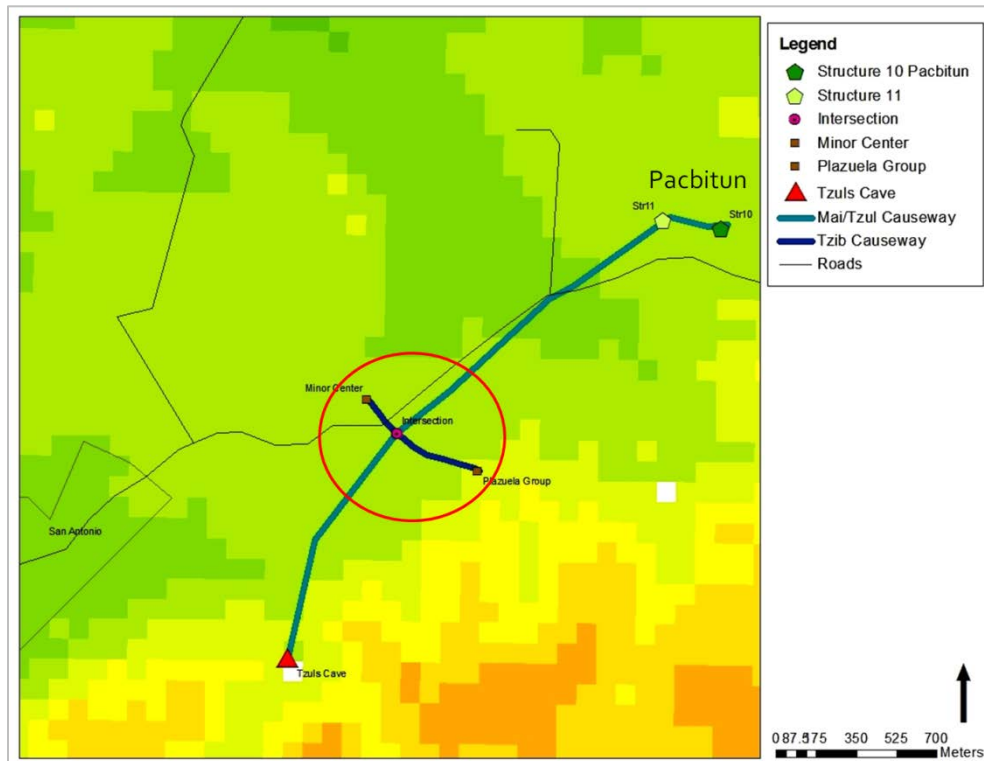 Legend
Structure 10 Pacbitun
Structure 11
Intersection
Minor Center
Plazuela Group
Tzuls Cave
Mai/Tzul Causeway
Tzib Causeway
Roads
Pacbitun
Str11
Str10
Minor Center
Intersection
Plazuela Group
San Antonio
Tzuls Cave
0 87.5 175 350 525 700
Meters